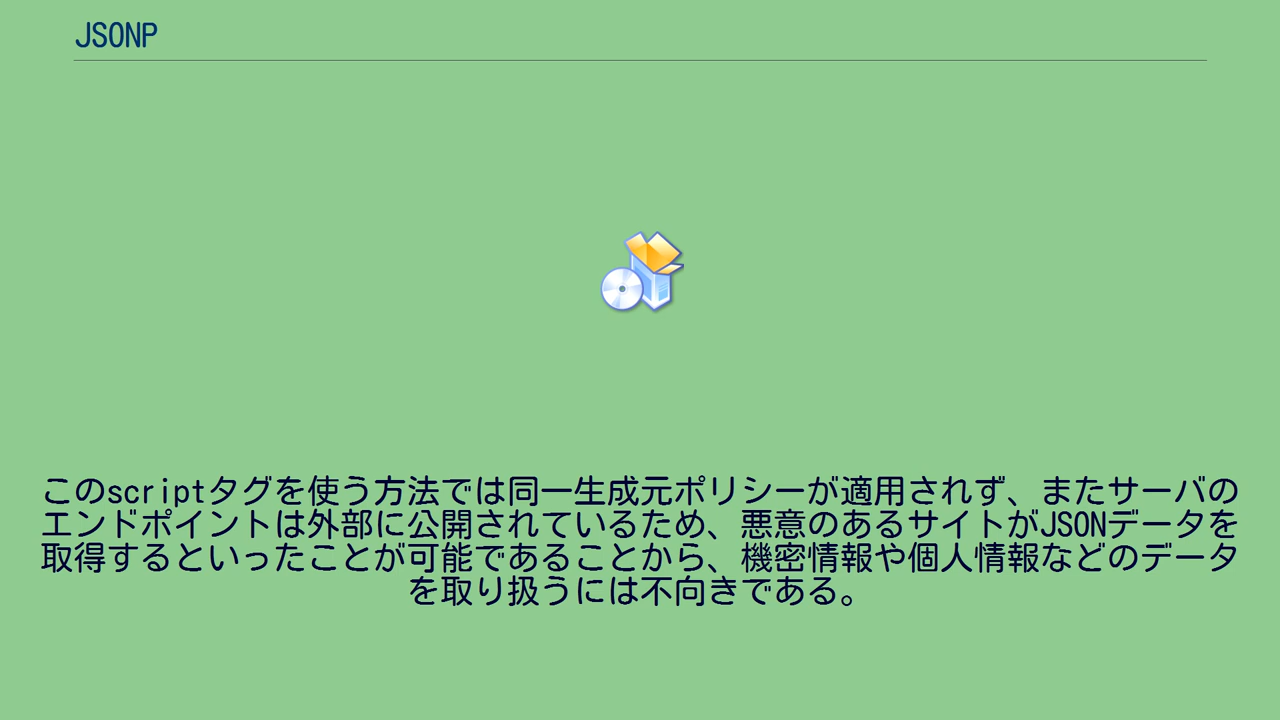 JSONP
このscriptタグを使う方法では同一生成元ポリシーが適用されず、またサーバの
エンドポイントは外部に公開されているため、悪意のあるサイトがJSONデータを
取得するといったことが可能であることから、機密情報や個人情報などのデータ
を取り扱うには不向きである。